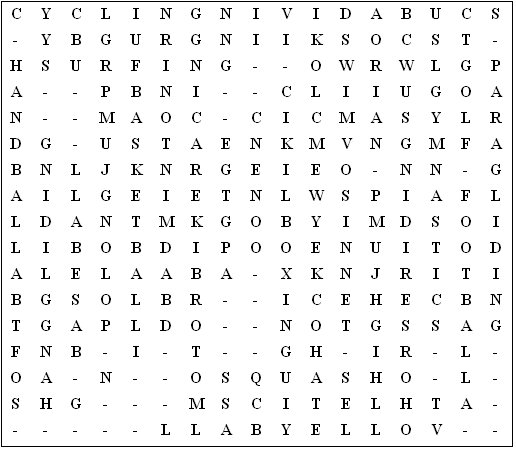 C Y C L I N G N I V I D A B U C S
- Y B G U R G N I I K S O C S T -
H S U R F I N G - - O W R W L G P
A - - P B N I - - C L I I U G O A
N - - M A O C - C I C M A S Y L R
D G - U S T A E N K M V N G M F A
B N L J K N R G E I E O - N N - G
A I L G E I E T N L W S P I A F L
L D A N T M K G O B Y I M D S O I
L I B O B D I P O O E N U I T O D
A L E L A A B A - X K N J R I T I
B G S O L B R - - I C E H E C B N
T G A P L D O - - N O T G S S A G
F N B - I - T - - G H - I R - L -
O A - N - - O S Q U A S H O - L -
S H G - - - M S C I T E L H T A -
- - - - - L L A B Y E L L O V - -